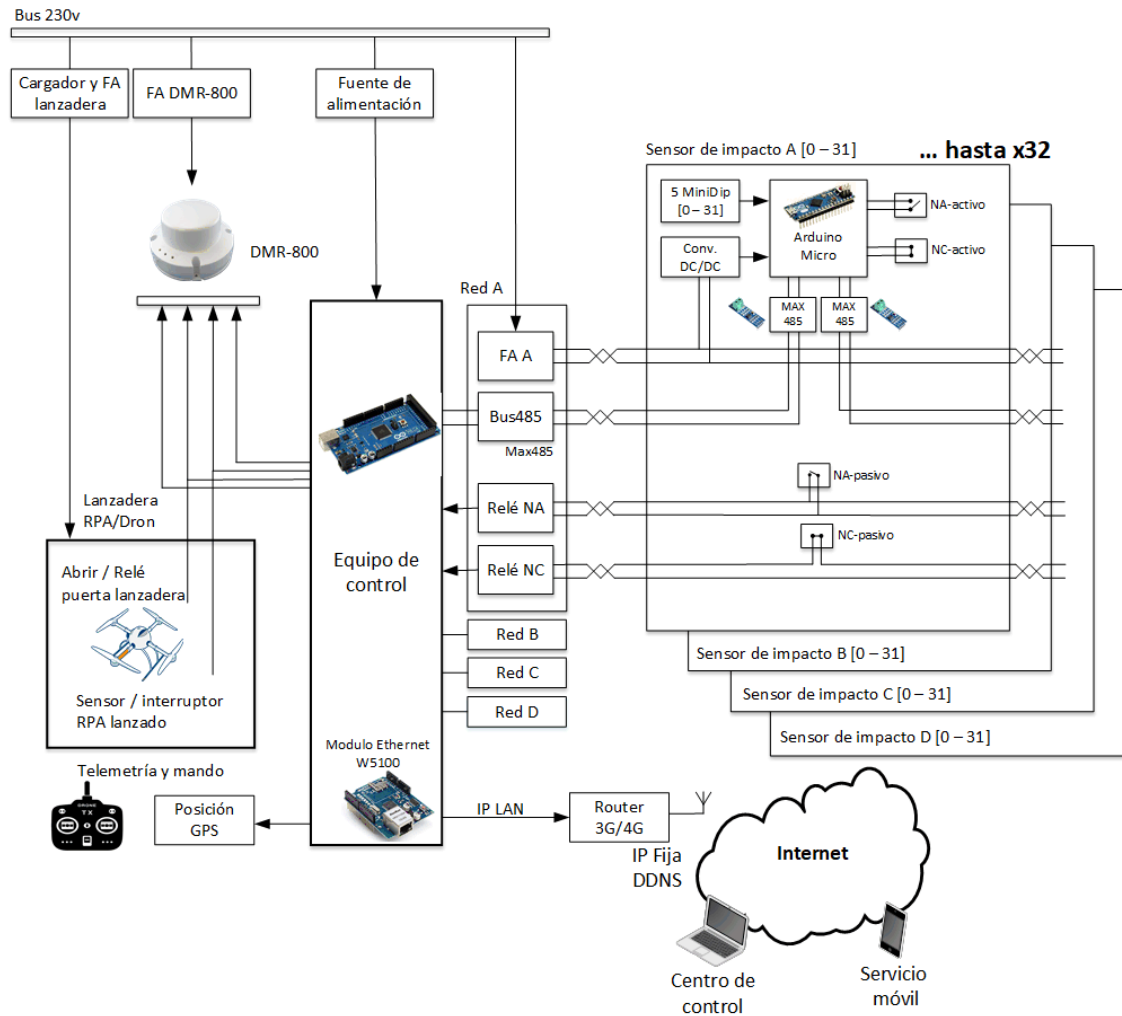 Bus 230v
Cargador y FA
lanzadera
FA DMR-800
Fuente de
alimentación
DMR-800
Sensor de impacto A [0 – 31]
... hasta x32
5 MiniDip
[0 – 31]
Arduino
Micro
NA-activo
Conv.
DC/DC
NC-activo
MAX
485
MAX
485
Red A
FA A
Bus485
Max485
Relé NA
NA-pasivo
Relé NC
NC-pasivo
Lanzadera
RPA/Dron
Abrir / Relé
puerta lanzadera
Sensor / interruptor
RPA lanzado
Equipo de
control
Red B
Red C
Red D
Sensor de impacto B [0 – 31]
Sensor de impacto C [0 – 31]
Sensor de impacto D [0 – 31]
Telemetría y mando
DRONE
TX
Posición
GPS
Modulo Ethernet
W5100
IP LAN
Router
3G/4G
IP Fija
DDNS
Internet
Centro de
control
Servicio
móvil